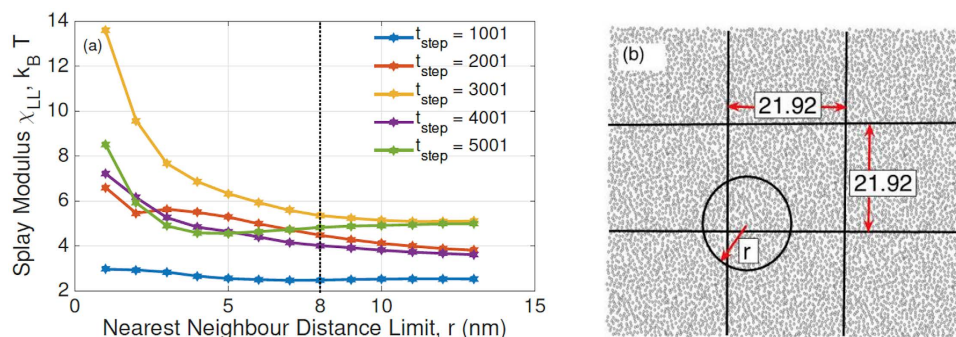 (a)
t_step = 1001
t_step = 2001
t_step = 3001
t_step = 4001
t_step = 5001
Splay Modulus χ_LL, k_B T
14
12
10
8
6
4
2
0
5
8
10
15
Nearest Neighbour Distance Limit, r (nm)
(b)
21.92
21.92
r